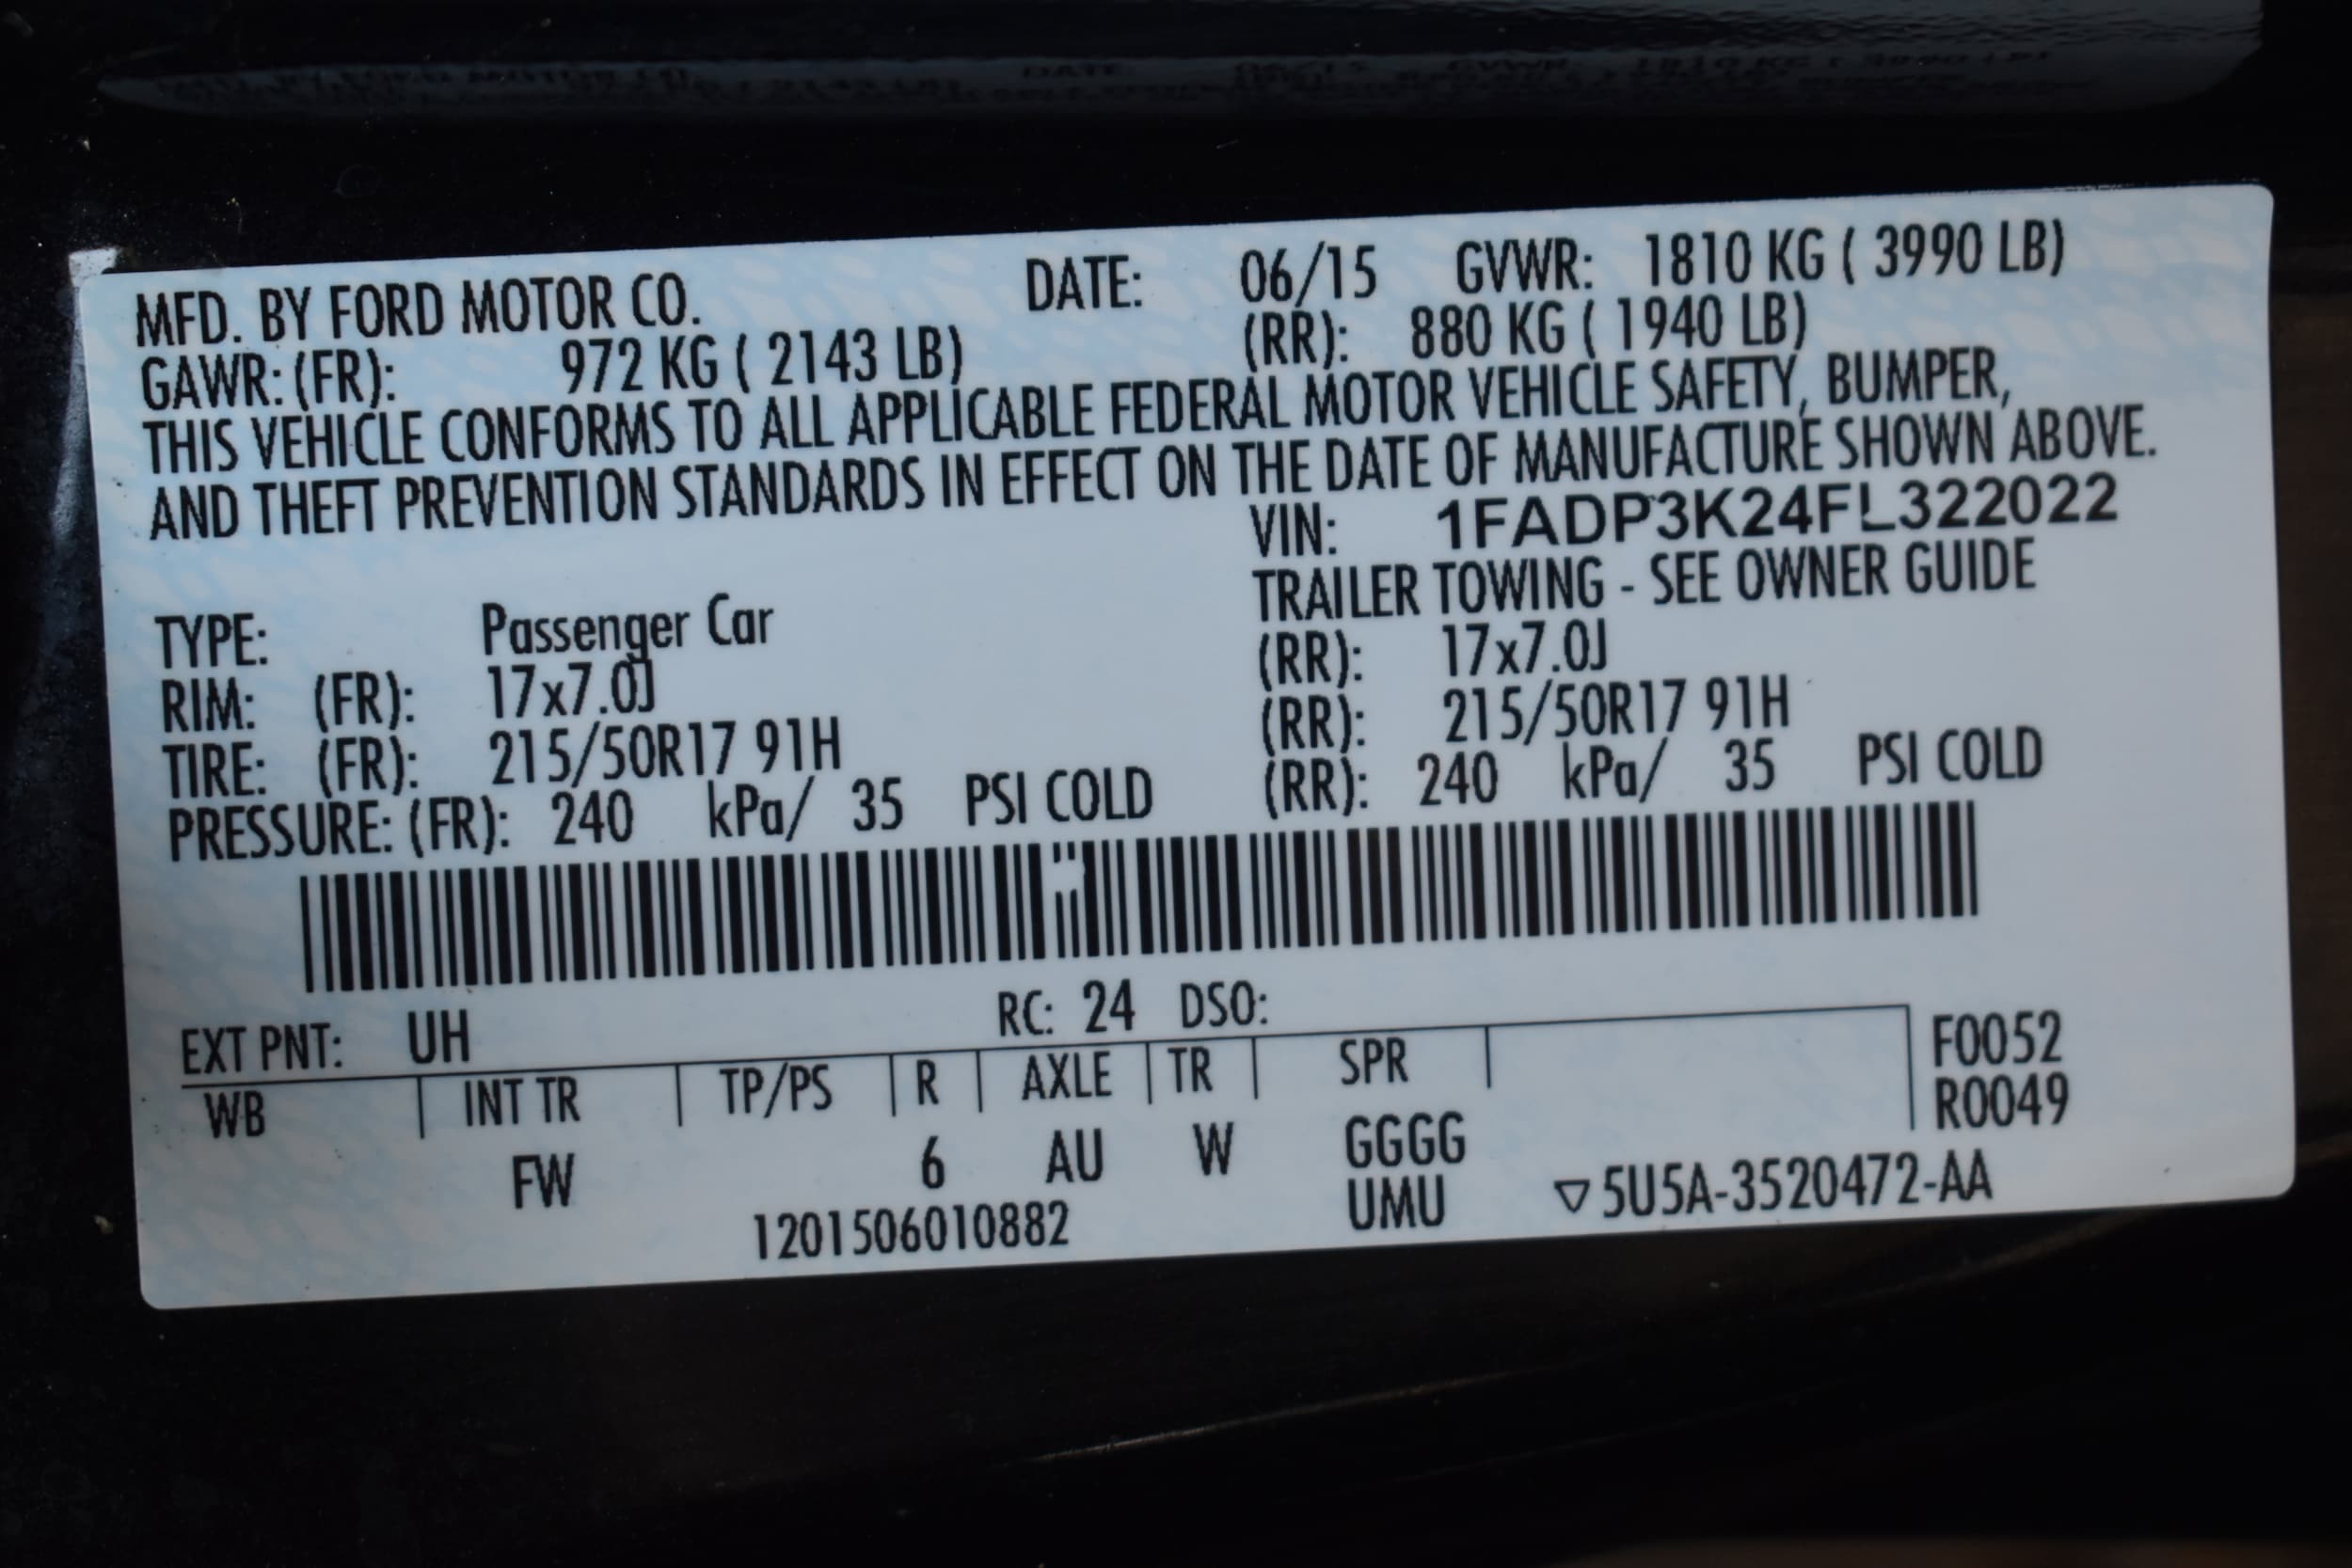 MFD. BY FORD MOTOR CO. DATE: 06/15 GVWR: 1810 KG ( 3990 LB)
GAWR: (FR): 972 KG ( 2143 LB) (RR): 880 KG ( 1940 LB)
THIS VEHICLE CONFORMS TO ALL APPLICABLE FEDERAL MOTOR VEHICLE SAFETY, BUMPER,
AND THEFT PREVENTION STANDARDS IN EFFECT ON THE DATE OF MANUFACTURE SHOWN ABOVE.
VIN: 1FADP3K24FL322022
TRAILER TOWING - SEE OWNER GUIDE
TYPE: Passenger Car
RIM: (FR): 17x7.0J (RR): 17x7.0J
TIRE: (FR): 215/50R17 91H (RR): 215/50R17 91H
PRESSURE: (FR): 240 kPa/ 35 PSI COLD (RR): 240 kPa/ 35 PSI COLD
EXT PNT: UH RC: 24 DSO:
WB INT TR TP/PS R AXLE TR SPR
F0052
R0049
FW 6 AU W GGGG
UMU
1201506010882
▽5U5A-3520472-AA